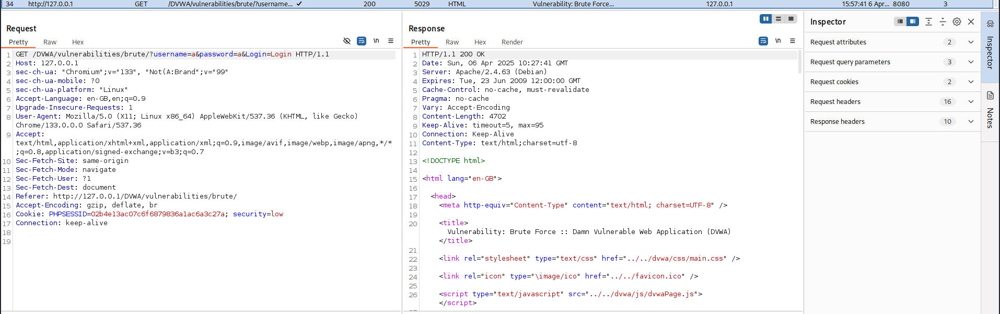 34 http://127.0.0.1 GET /DVWA/vulnerabilities/brute/?username... ✓ 200 5029 HTML Vulnerability: Brute Force... 127.0.0.1 15:57:41 6 Apr... 8080 3
Request
Pretty Raw Hex \n
1 GET /DVWA/vulnerabilities/brute/?username=a&password=a&Login=Login HTTP/1.1
2 Host: 127.0.0.1
3 sec-ch-ua: "Chromium";v="133", "Not(A:Brand";v="99"
4 sec-ch-ua-mobile: ?0
5 sec-ch-ua-platform: "Linux"
6 Accept-Language: en-GB,en;q=0.9
7 Upgrade-Insecure-Requests: 1
8 User-Agent: Mozilla/5.0 (X11; Linux x86_64) AppleWebKit/537.36 (KHTML, like Gecko)
Chrome/133.0.0.0 Safari/537.36
9 Accept:
text/html,application/xhtml+xml,application/xml;q=0.9,image/avif,image/webp,image/apng,*/*
;q=0.8,application/signed-exchange;v=b3;q=0.7
10 Sec-Fetch-Site: same-origin
11 Sec-Fetch-Mode: navigate
12 Sec-Fetch-User: ?1
13 Sec-Fetch-Dest: document
14 Referer: http://127.0.0.1/DVWA/vulnerabilities/brute/
15 Accept-Encoding: gzip, deflate, br
16 Cookie: PHPSESSID=02b4e13ac07c6f6879836a1ac6a3c27a; security=low
17 Connection: keep-alive
18
19
Response
Pretty Raw Hex Render \n
1 HTTP/1.1 200 OK
2 Date: Sun, 06 Apr 2025 10:27:41 GMT
3 Server: Apache/2.4.63 (Debian)
4 Expires: Tue, 23 Jun 2009 12:00:00 GMT
5 Cache-Control: no-cache, must-revalidate
6 Pragma: no-cache
7 Vary: Accept-Encoding
8 Content-Length: 4702
9 Keep-Alive: timeout=5, max=95
10 Connection: Keep-Alive
11 Content-Type: text/html;charset=utf-8
12
13 <!DOCTYPE html>
14
15 <html lang="en-GB">
16
17 <head>
18 <meta http-equiv="Content-Type" content="text/html; charset=UTF-8" />
19
20 <title>
Vulnerability: Brute Force :: Damn Vulnerable Web Application (DVWA)
</title>
21
22 <link rel="stylesheet" type="text/css" href="../../dvwa/css/main.css" />
23
24 <link rel="icon" type="\image/ico" href="../../favicon.ico" />
25
26 <script type="text/javascript" src="../../dvwa/js/dvwaPage.js">
</script>
Inspector
Request attributes 2
Request query parameters 3
Request cookies 2
Request headers 16
Response headers 10
Inspector
Notes